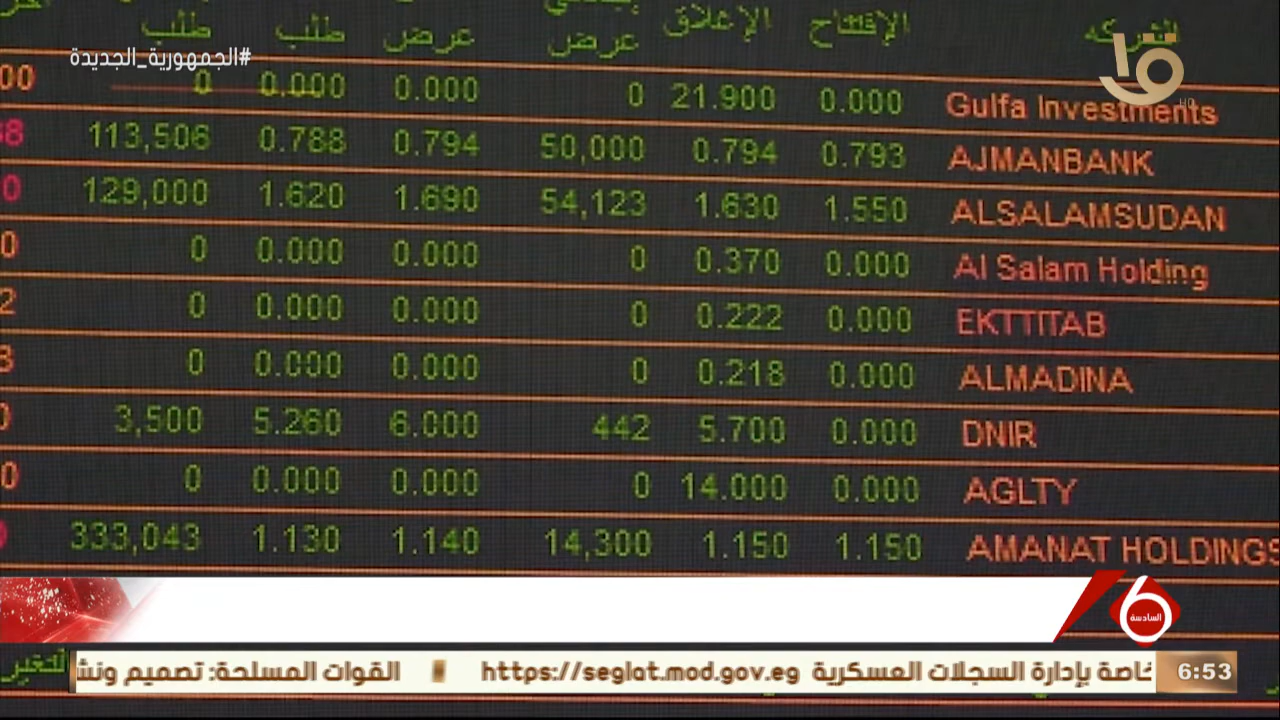 #الجمهورية_الجديدة
الشركه الإفتتاح الإغلاق عرض عرض طلب طلب
Gulfa Investments 0.000 21.900 0 0.000 0.000 0
AJMANBANK 0.793 0.794 50,000 0.794 0.788 113,506
ALSALAMSUDAN 1.550 1.630 54,123 1.690 1.620 129,000
Al Salam Holding 0.000 0.370 0 0.000 0.000 0
EKTTITAB 0.000 0.222 0 0.000 0.000 0
ALMADINA 0.000 0.218 0 0.000 0.000 0
DNIR 0.000 5.700 442 6.000 5.260 3,500
AGLTY 0.000 14.000 0 0.000 0.000 0
AMANAT HOLDINGS 1.150 1.150 14,300 1.140 1.130 333,043
6 السادسة
6:53 خاصة بإدارة السجلات العسكرية https://seglat.mod.gov.eg القوات المسلحة: تصميم